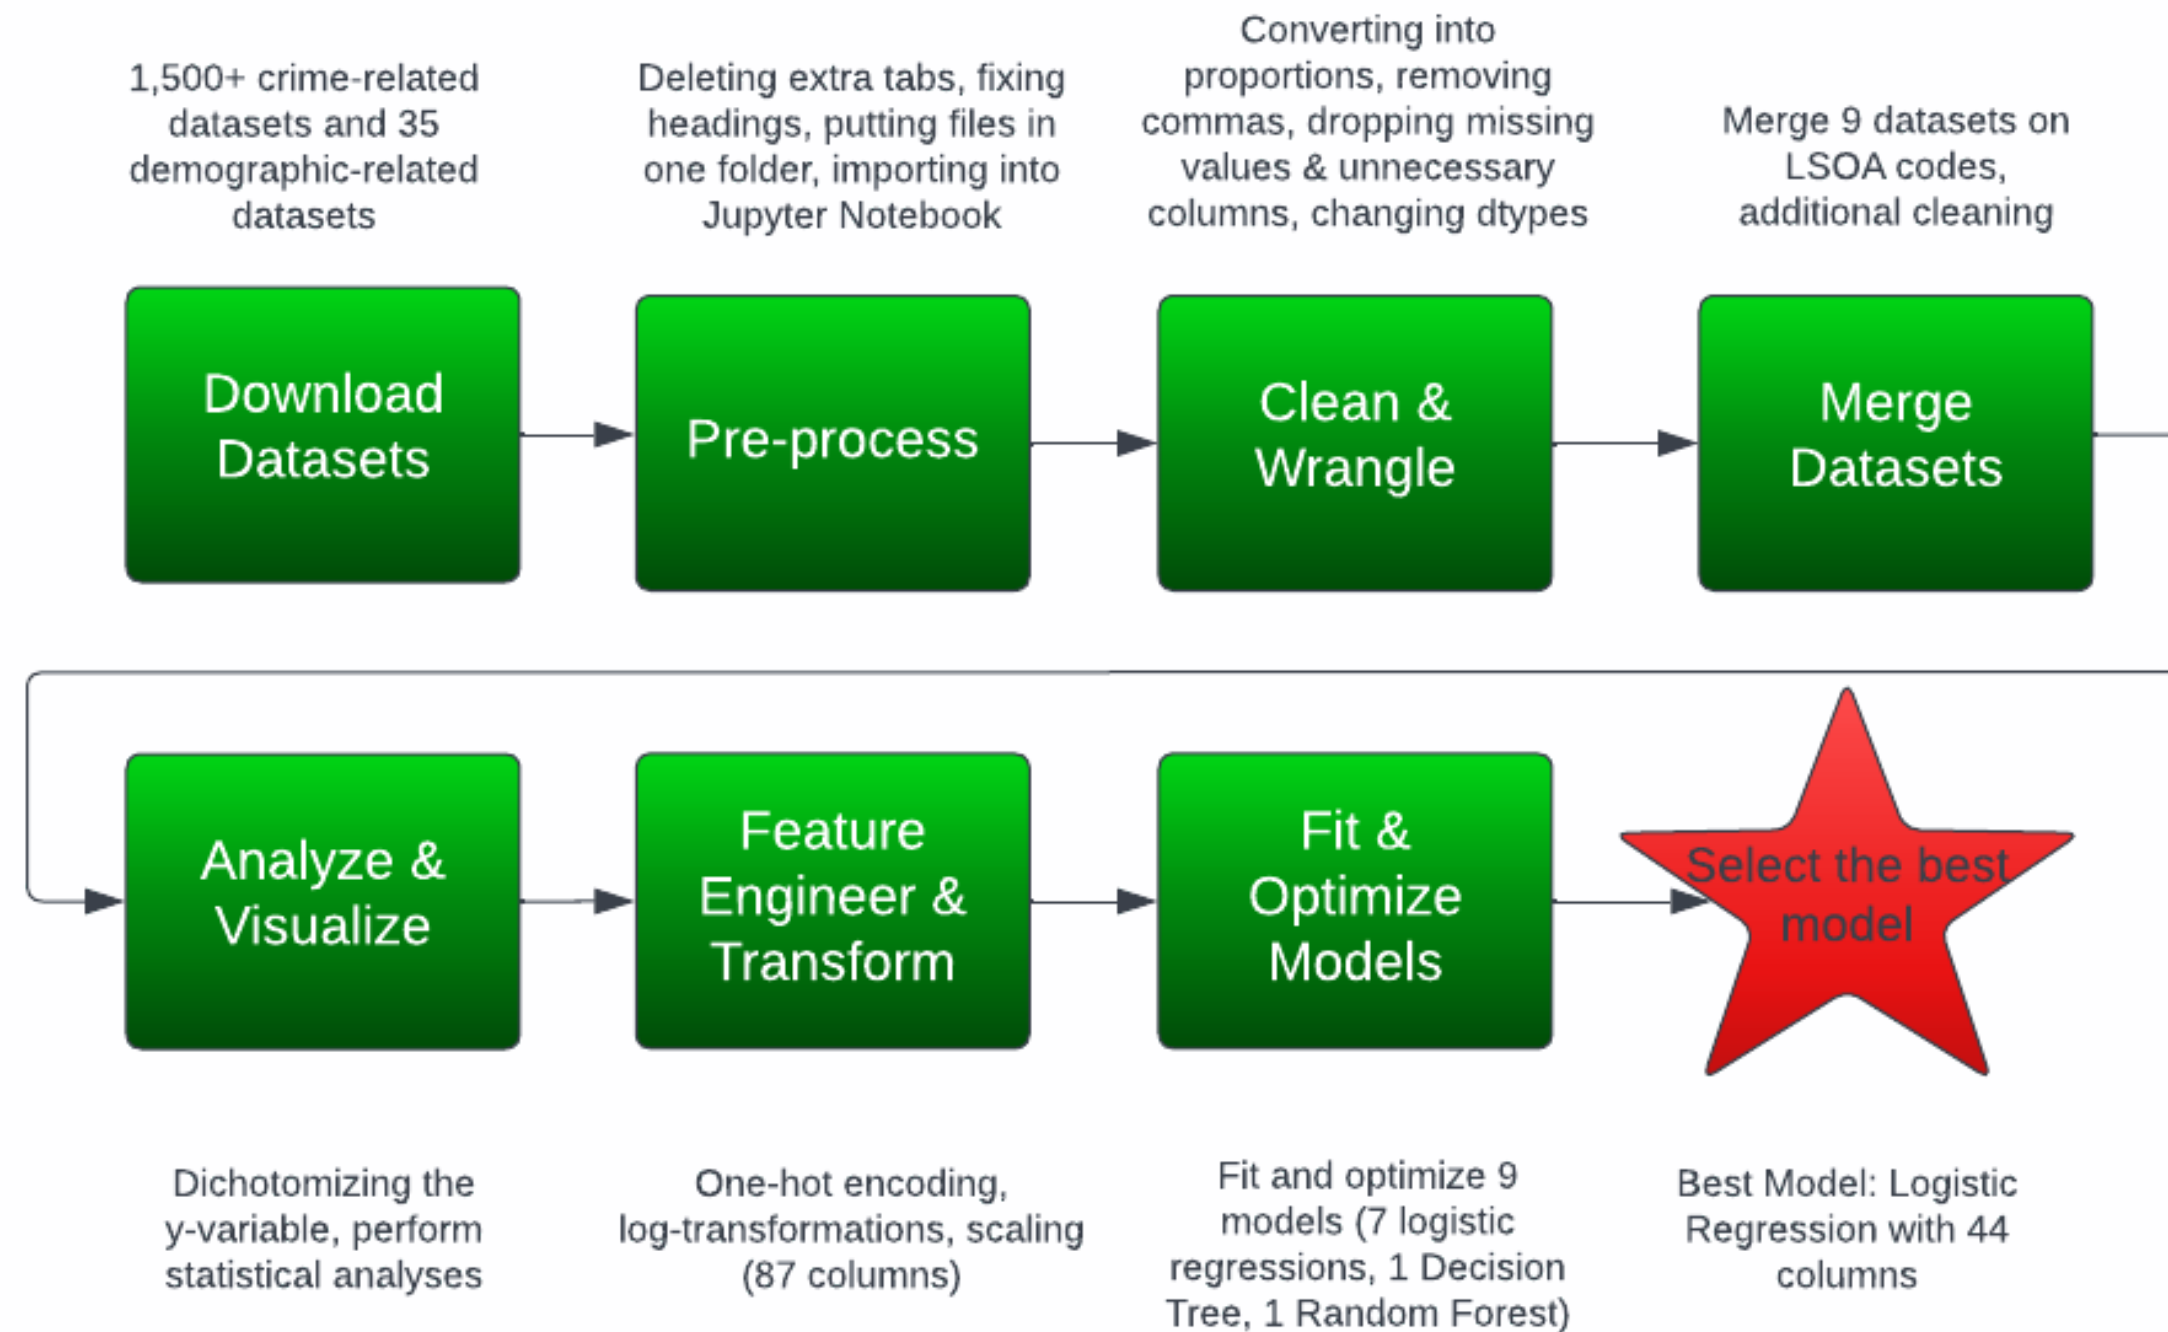 1,500+ crime-related
datasets and 35
demographic-related
datasets
Deleting extra tabs, fixing
headings, putting files in
one folder, importing into
Jupyter Notebook
Converting into
proportions, removing
commas, dropping missing
values & unnecessary
columns, changing dtypes
Merge 9 datasets on
LSOA codes,
additional cleaning
Download
Datasets
Pre-process
Clean &
Wrangle
Merge
Datasets
Analyze &
Visualize
Feature
Engineer &
Transform
Fit &
Optimize
Models
Select the best
model
Dichotomizing the
y-variable, perform
statistical analyses
One-hot encoding,
log-transformations, scaling
(87 columns)
Fit and optimize 9
models (7 logistic
regressions, 1 Decision
Tree, 1 Random Forest)
Best Model: Logistic
Regression with 44
columns